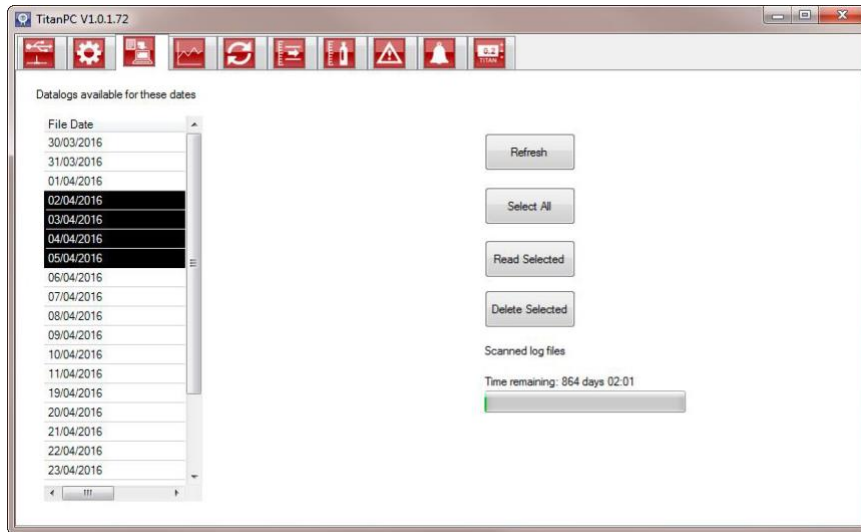 TitanPC V1.0.1.72
0.2
TITAN
Datalogs available for these dates
File Date
30/03/2016
31/03/2016
01/04/2016
02/04/2016
03/04/2016
04/04/2016
05/04/2016
06/04/2016
07/04/2016
08/04/2016
09/04/2016
10/04/2016
11/04/2016
19/04/2016
20/04/2016
21/04/2016
22/04/2016
23/04/2016
Refresh
Select All
Read Selected
Delete Selected
Scanned log files
Time remaining: 864 days 02:01